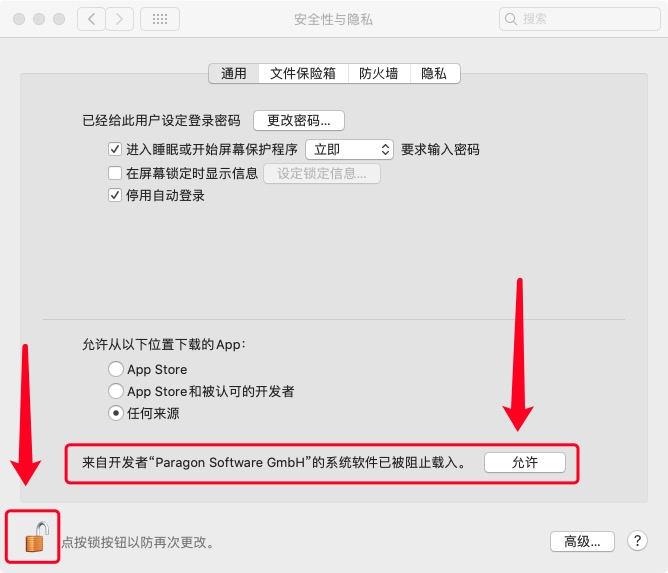 安全性与隐私
搜索
通用 文件保险箱 防火墙 隐私
已经给此用户设定登录密码 更改密码...
进入睡眠或开始屏幕保护程序 立即 要求输入密码
在屏幕锁定时显示信息 设定锁定信息...
停用自动登录
允许从以下位置下载的App：
App Store
App Store和被认可的开发者
任何来源
来自开发者“Paragon Software GmbH”的系统软件已被阻止载入。 允许
点按锁按钮以防再次更改。 高级... ?